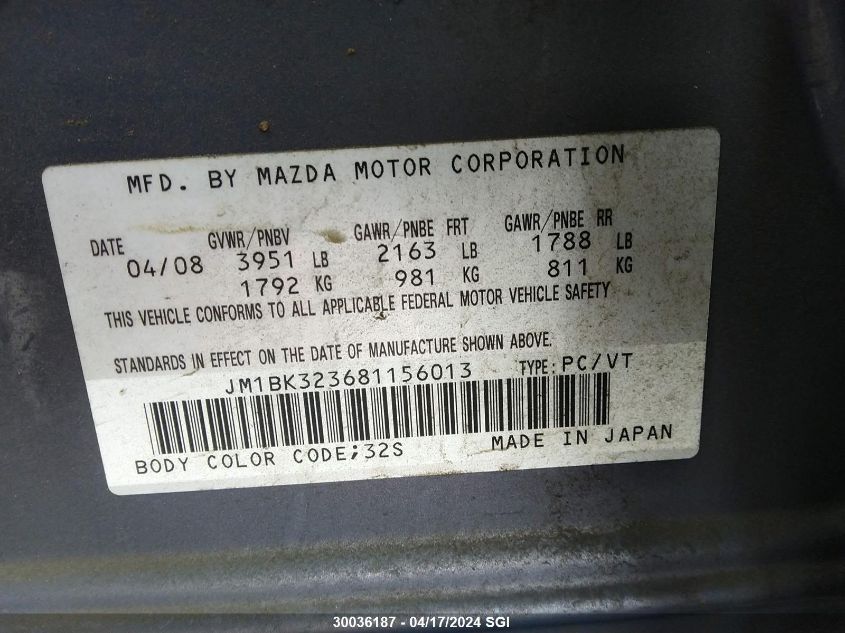 MFD. BY MAZDA MOTOR CORPORATION
DATE GVWR/PNBV GAWR/PNBE FRT GAWR/PNBE RR
04/08 3951 LB 2163 LB 1788 LB
1792 KG 981 KG 811 KG
THIS VEHICLE CONFORMS TO ALL APPLICABLE FEDERAL MOTOR VEHICLE SAFETY
STANDARDS IN EFFECT ON THE DATE OF MANUFACTURE SHOWN ABOVE.
JM1BK323681156013 TYPE: PC/VT
BODY COLOR CODE;32S MADE IN JAPAN
30036187 - 04/17/2024 SGI